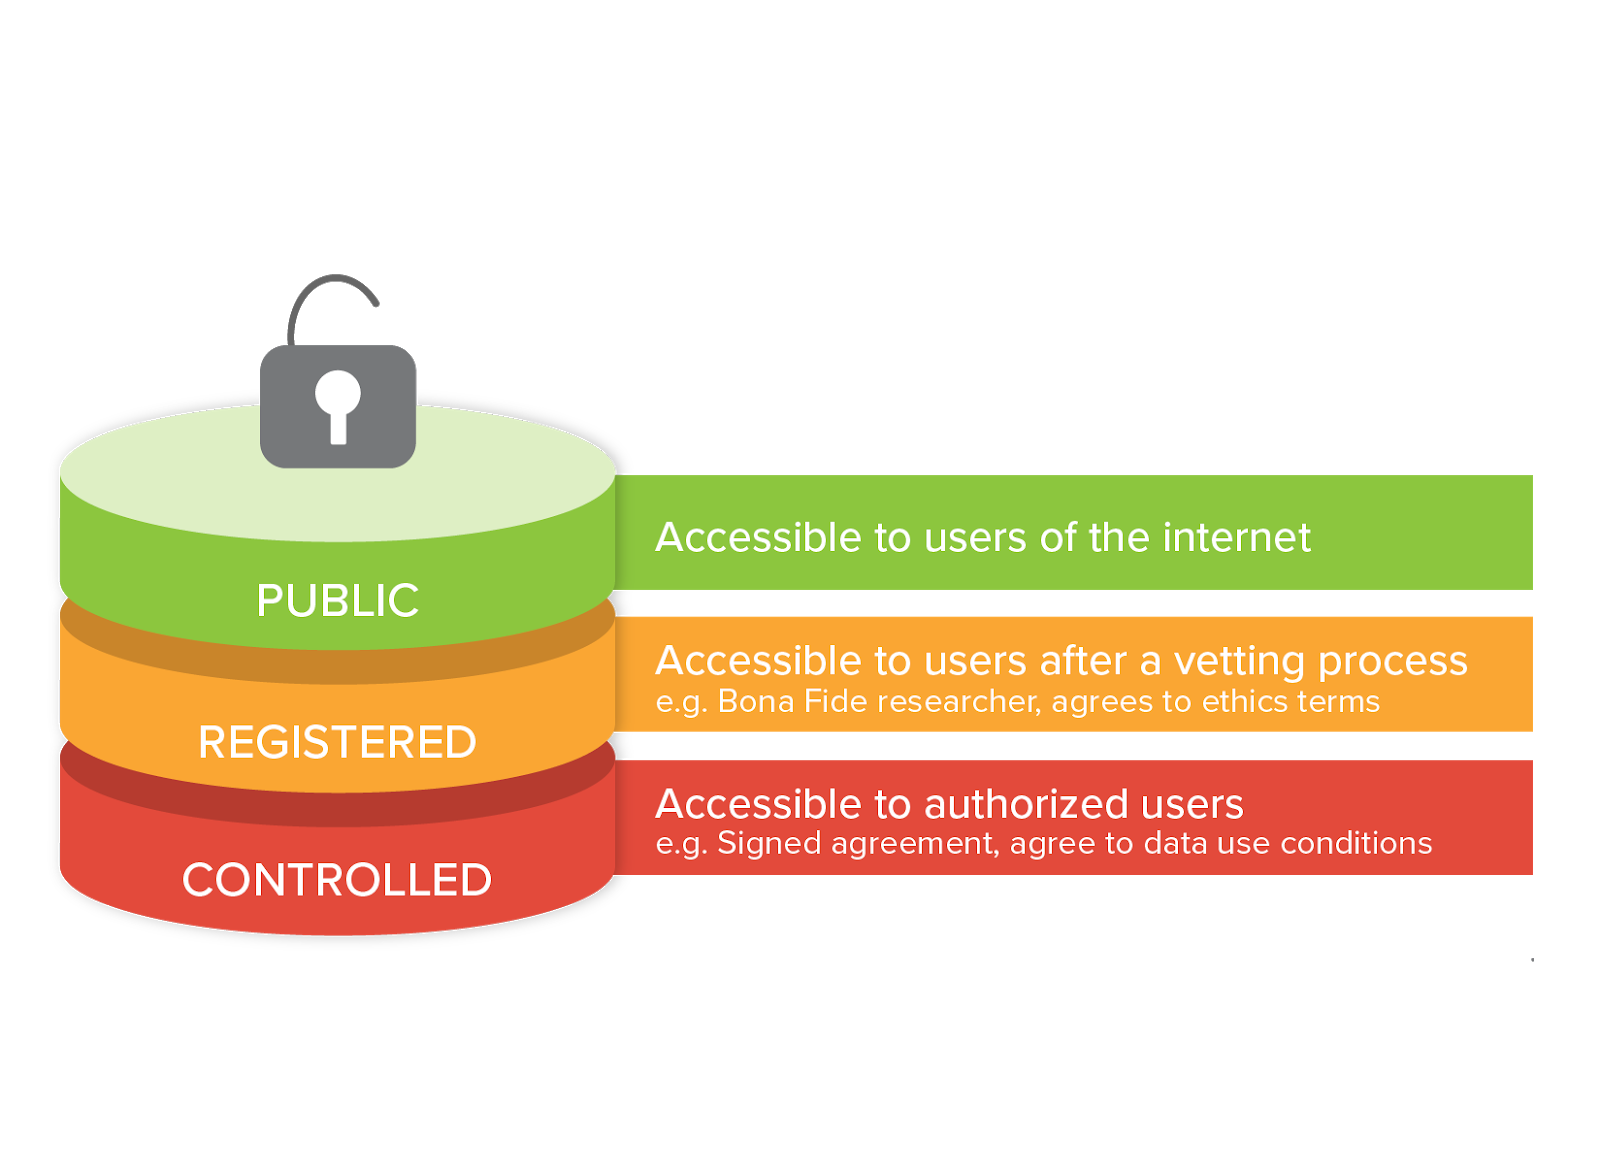 Accessible to users of the internet
PUBLIC
Accessible to users after a vetting process
e.g. Bona Fide researcher, agrees to ethics terms
REGISTERED
Accessible to authorized users
e.g. Signed agreement, agree to data use conditions
CONTROLLED